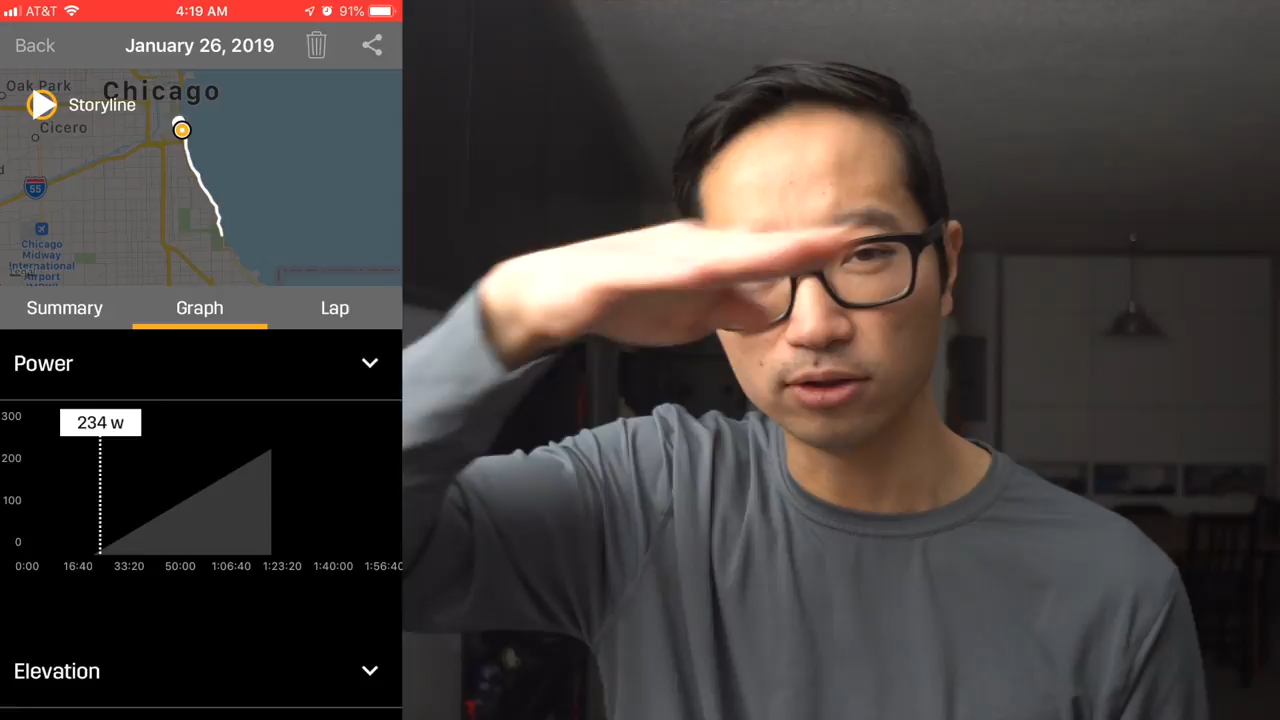 AT&T 4:19 AM 91%
Back January 26, 2019
Oak Park
Chicago
Storyline
Cicero
55
Chicago
Midway
International
Summary Graph Lap
Power
300
234 w
200
100
0
0:00 16:40 33:20 50:00 1:06:40 1:23:20 1:40:00 1:56:40
Elevation